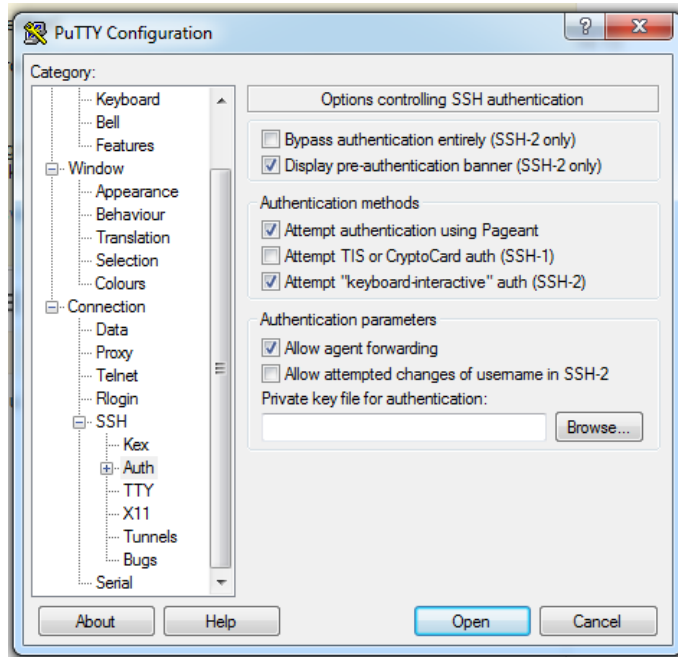 PuTTY Configuration
Category:
Keyboard
Bell
Features
Window
Appearance
Behaviour
Translation
Selection
Colours
Connection
Data
Proxy
Telnet
Rlogin
SSH
Kex
Auth
TTY
X11
Tunnels
Bugs
Serial
Options controlling SSH authentication
Bypass authentication entirely (SSH-2 only)
Display pre-authentication banner (SSH-2 only)
Authentication methods
Attempt authentication using Pageant
Attempt TIS or CryptoCard auth (SSH-1)
Attempt "keyboard-interactive" auth (SSH-2)
Authentication parameters
Allow agent forwarding
Allow attempted changes of username in SSH-2
Private key file for authentication:
Browse...
About
Help
Open
Cancel